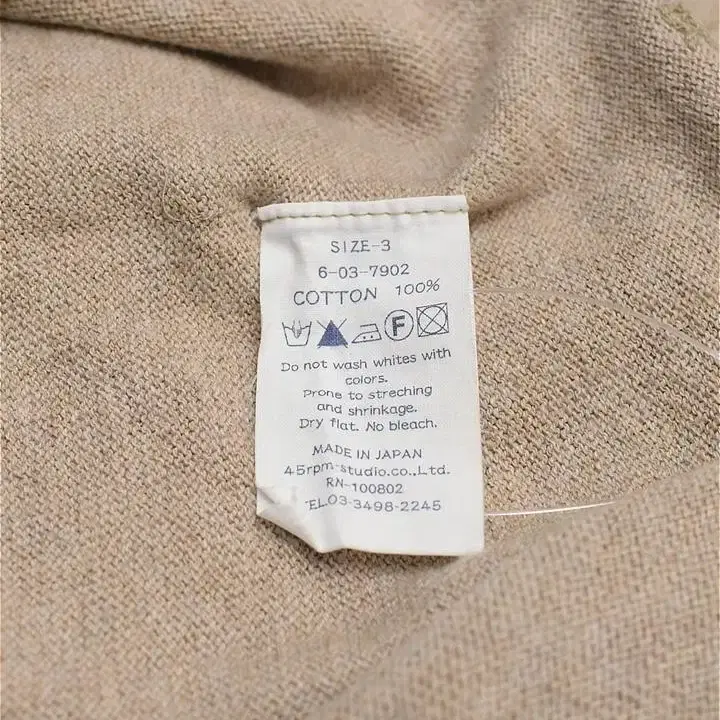 SIZE-3
6-03-7902
COTTON 100%
F
Do not wash whites with
colors.
Prone to streching
and shrinkage.
Dry flat. No bleach.
MADE IN JAPAN
45rpm-studio.co.,Ltd.
RN-100802
TEL.03-3498-2245